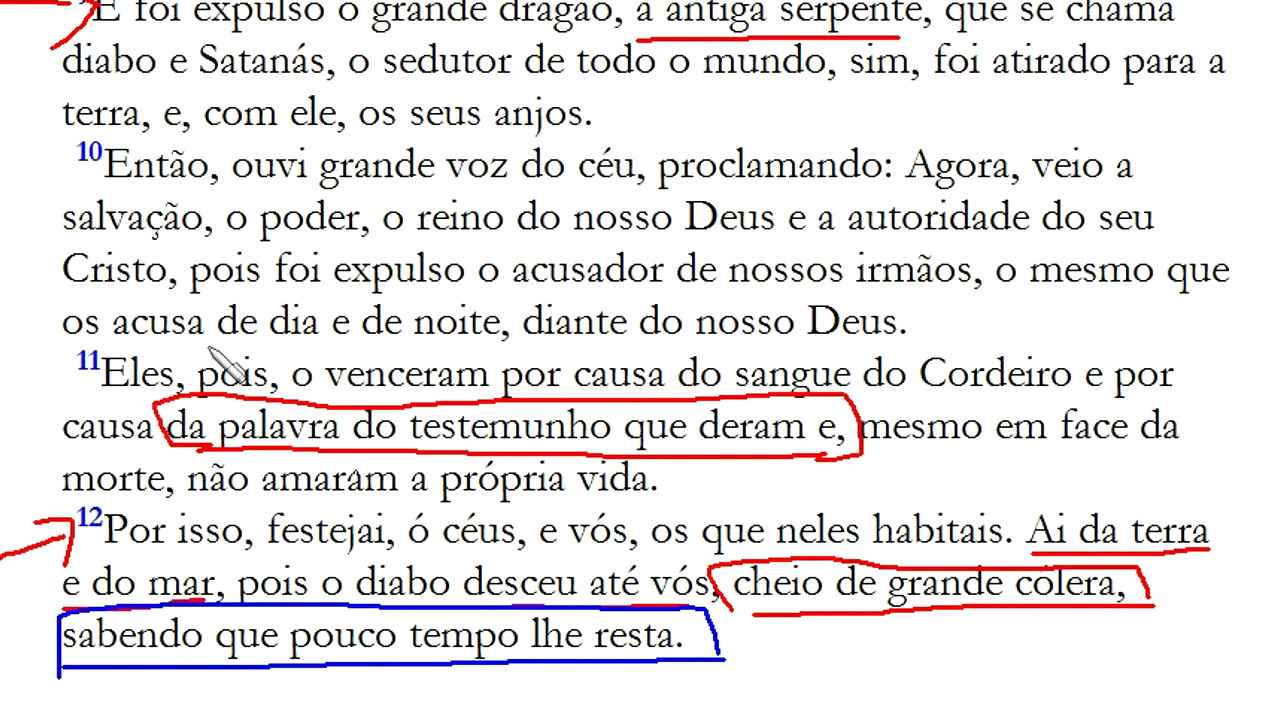 E foi expulso o grande dragão, a antiga serpente, que se chama
diabo e Satanás, o sedutor de todo o mundo, sim, foi atirado para a
terra, e, com ele, os seus anjos.
10Então, ouvi grande voz do céu, proclamando: Agora, veio a
salvação, o poder, o reino do nosso Deus e a autoridade do seu
Cristo, pois foi expulso o acusador de nossos irmãos, o mesmo que
os acusa de dia e de noite, diante do nosso Deus.
11Eles, pois, o venceram por causa do sangue do Cordeiro e por
causa da palavra do testemunho que deram e, mesmo em face da
morte, não amaram a própria vida.
12Por isso, festejai, ó céus, e vós, os que neles habitais. Ai da terra
e do mar, pois o diabo desceu até vós, cheio de grande cólera,
sabendo que pouco tempo lhe resta.